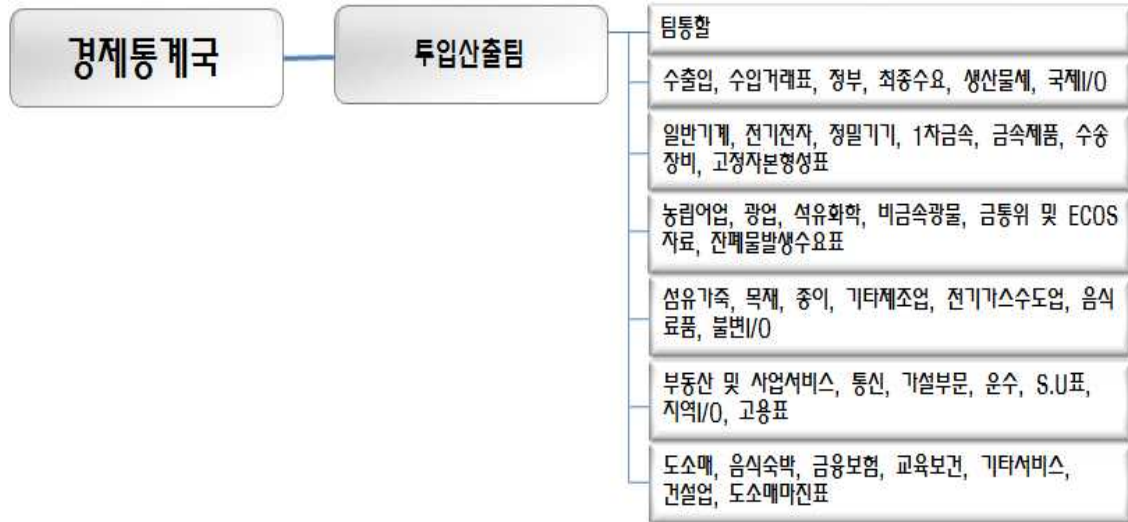 경제통계국
투입산출팀
팀통할
수출입, 수입거래표, 정부, 최종수요, 생산물세, 국제I/O
일반기계, 전기전자, 정밀기기, 1차금속, 금속제품, 수송
장비, 고정자본형성표
농림어업, 광업, 석유화학, 비금속광물, 금통위 및 ECOS
자료, 잔폐물발생수요표
섬유가죽, 목재, 종이, 기타제조업, 전기가스수도업, 음식
료품, 불변I/O
부동산 및 사업서비스, 통신, 가설부문, 운수, S.U표,
지역I/O, 고용표
도소매, 음식숙박, 금융보험, 교육보건, 기타서비스,
건설업, 도소매마진표